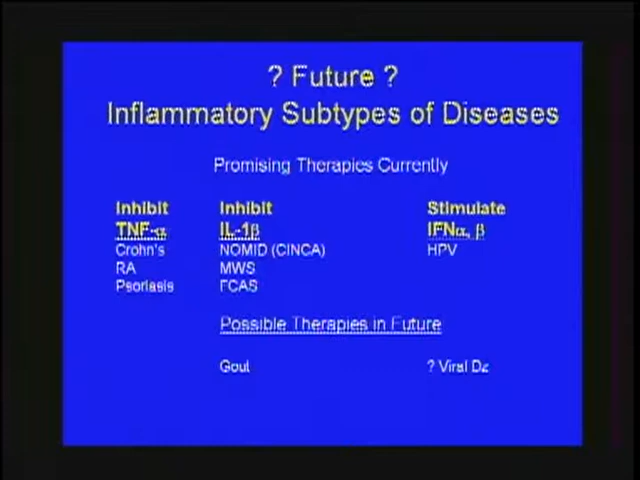 ? Future ?
Inflammatory Subtypes of Diseases
Promising Therapies Currently
Inhibit Inhibit Stimulate
TNF-α IL-1β IFNα, β
Crohn's NOMID (CINCA) HPV
RA MWS
Psoriasis FCAS
Possible Therapies in Future
Gout ? Viral Dz